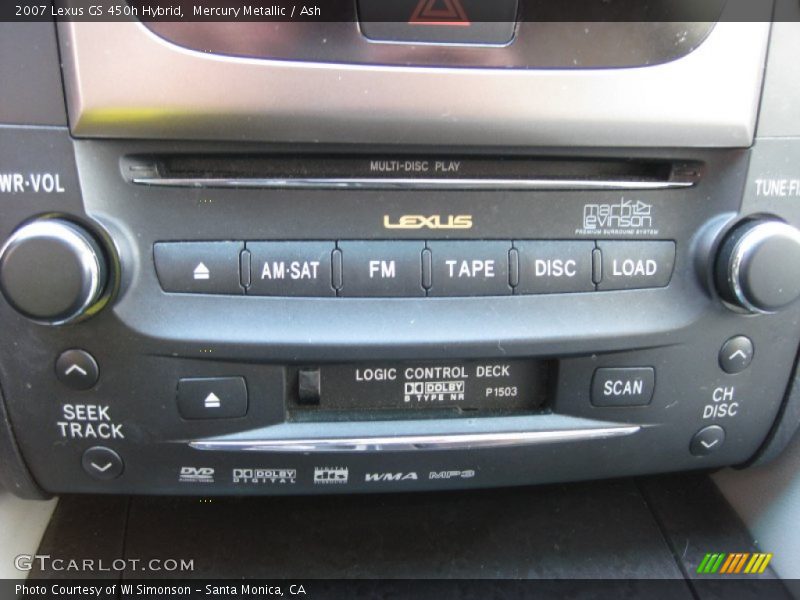 2007 Lexus GS 450h Hybrid, Mercury Metallic / Ash
MULTI-DISC PLAY
WR·VOL
TUNE·FI
LEXUS
mark levinson
PREMIUM SURROUND SYSTEM
AM·SAT FM TAPE DISC LOAD
LOGIC CONTROL DECK
DOLBY
B TYPE NR
P1503
SCAN
SEEK
TRACK
CH
DISC
DVD DOLBY DIGITAL dts WMA MP3
GTCARLOT.COM
Photo Courtesy of WI Simonson – Santa Monica, CA